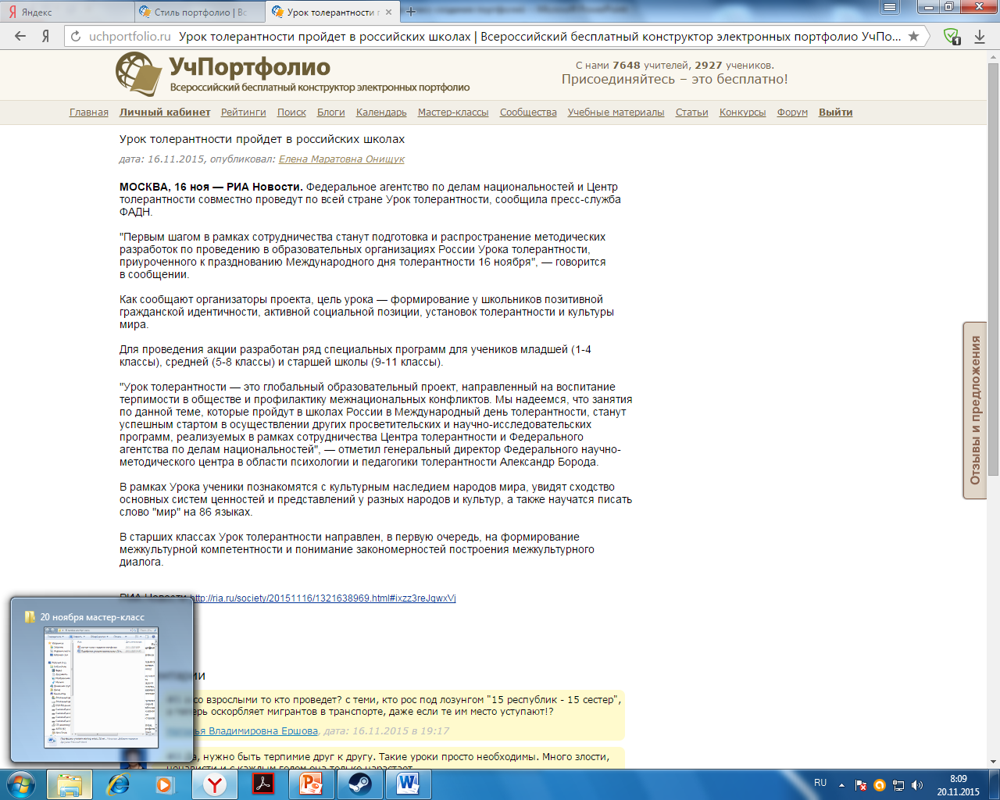 Яндекс
Стиль портфолио | Вс
Урок толерантности п
uchportfolio.ru Урок толерантности пройдет в российских школах | Всероссийский бесплатный конструктор электронных портфолио УчПо...
УчПортфолио
Всероссийский бесплатный конструктор электронных портфолио
С нами 7648 учителей, 2927 учеников.
Присоединяйтесь – это бесплатно!
Главная Личный кабинет Рейтинги Поиск Блоги Календарь Мастер-классы Сообщества Учебные материалы Статьи Конкурсы Форум Выйти
Урок толерантности пройдет в российских школах
дата: 16.11.2015, опубликовал: Елена Маратовна Онищук
МОСКВА, 16 ноя — РИА Новости. Федеральное агентство по делам национальностей и Центр
толерантности совместно проведут по всей стране Урок толерантности, сообщила пресс-служба
ФАДН.
"Первым шагом в рамках сотрудничества станут подготовка и распространение методических
разработок по проведению в образовательных организациях России Урока толерантности,
приуроченного к празднованию Международного дня толерантности 16 ноября", — говорится
в сообщении.
Как сообщают организаторы проекта, цель урока — формирование у школьников позитивной
гражданской идентичности, активной социальной позиции, установок толерантности и культуры
мира.
Для проведения акции разработан ряд специальных программ для учеников младшей (1-4
классы), средней (5-8 классы) и старшей школы (9-11 классы).
"Урок толерантности — это глобальный образовательный проект, направленный на воспитание
терпимости в обществе и профилактику межнациональных конфликтов. Мы надеемся, что занятия
по данной теме, которые пройдут в школах России в Международный день толерантности, станут
успешным стартом в осуществлении других просветительских и научно-исследовательских
программ, реализуемых в рамках сотрудничества Центра толерантности и Федерального
агентства по делам национальностей", — отметил генеральный директор Федерального научно-
методического центра в области психологии и педагогики толерантности Александр Борода.
В рамках Урока ученики познакомятся с культурным наследием народов мира, увидят сходство
основных систем ценностей и представлений у разных народов и культур, а также научатся писать
слово "мир" на 86 языках.
В старших классах Урок толерантности направлен, в первую очередь, на формирование
межкультурной компетентности и понимание закономерностей построения межкультурного
диалога.
РИА Новости http://ria.ru/society/20151116/1321638969.html#ixzz3reJqwxVj
Отзывы и предложения
20 ноября мастер-класс
со взрослыми то кто проведет? с теми, кто рос под лозунгом "15 республик - 15 сестер",
а теперь оскорбляет мигрантов в транспорте, даже если те им место уступают!?
Владимировна Ершова, дата: 16.11.2015 в 19:17
нужно быть терпимие друг к другу. Такие уроки просто необходимы. Много злости,
ненависти и с каждым годом она только нарастает
RU
8:09
20.11.2015